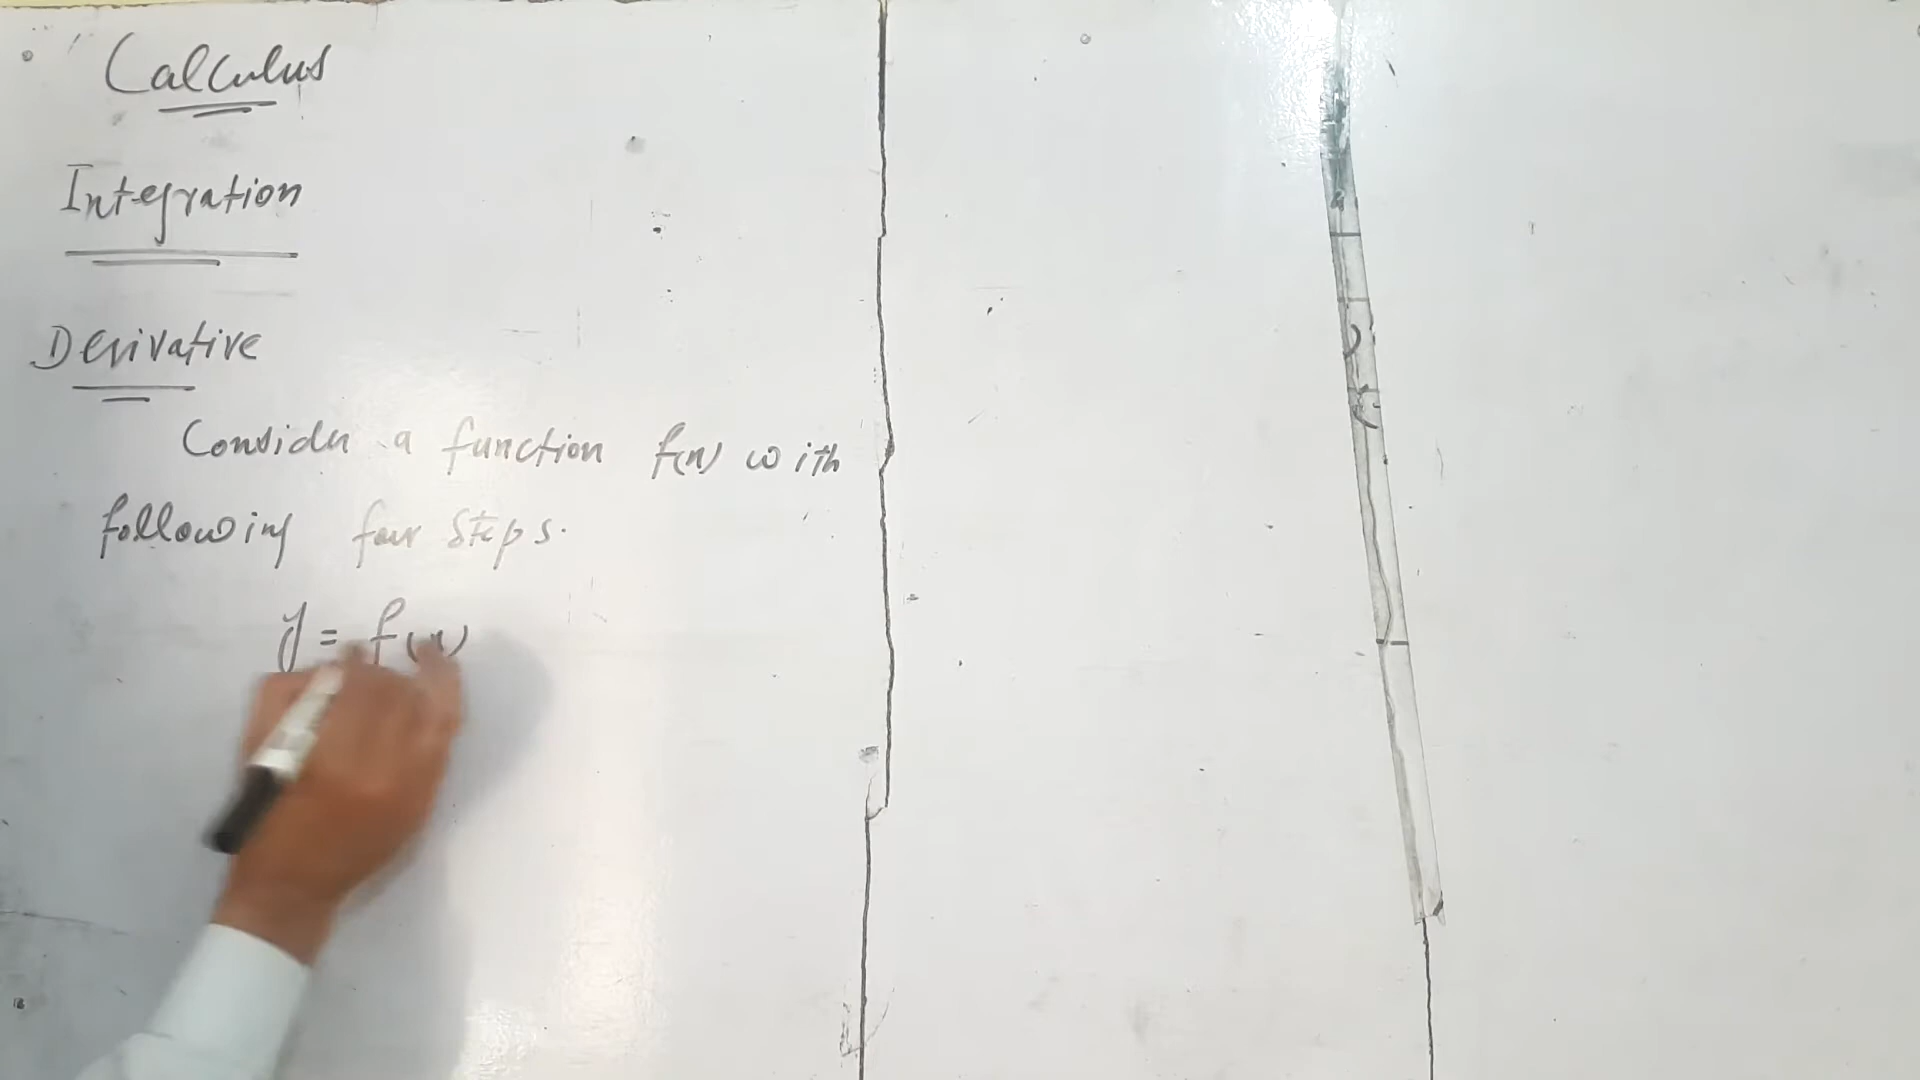 Calculus
Integration
Derivative
Consider a function f(x) with
following four steps.
y = f(x)